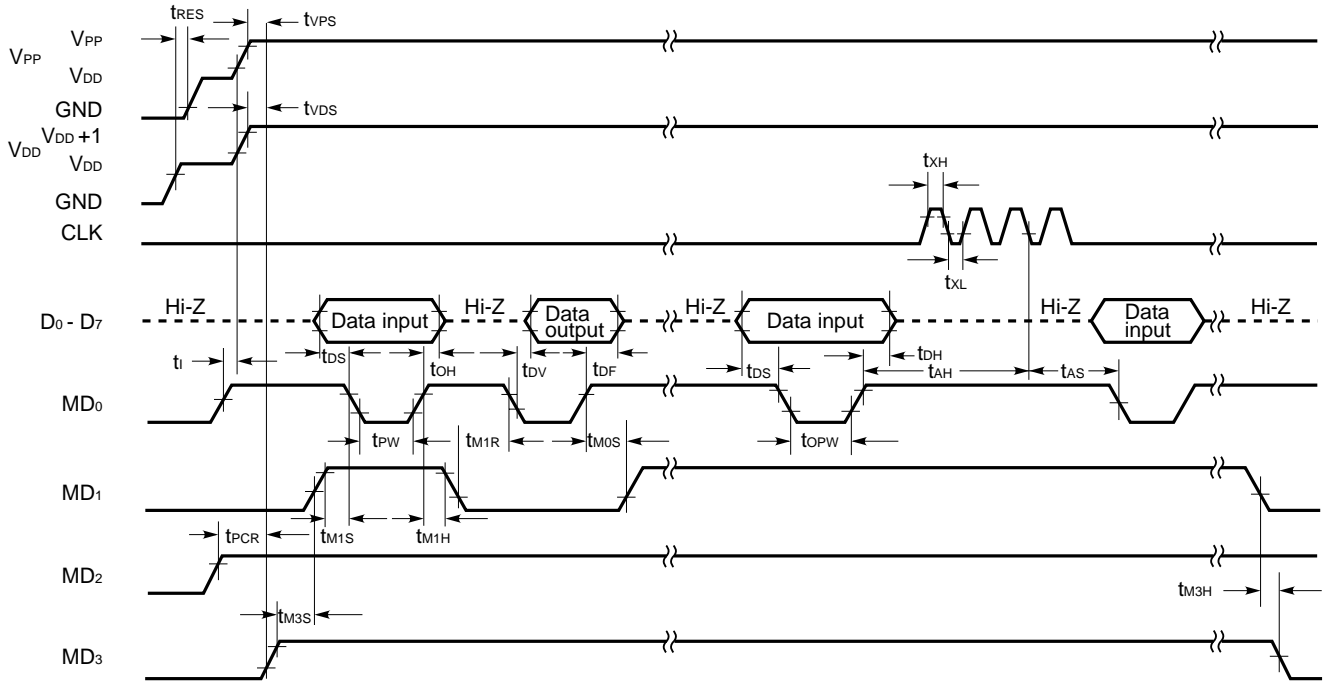 tRES
tVPS
VPP
VPP
VDD
GND
tVDS
VDD
VDD +1
VDD
GND
tXH
CLK
tXL
D0 - D7
Hi-Z
Data input
Hi-Z
Data output
Hi-Z
Data input
Hi-Z
Data input
Hi-Z
tI
tDS
tOH
tDV
tDF
tDS
tDH
tAH
tAS
MD0
tPW
tM1R
tM0S
tOPW
MD1
tPCR
tM1S
tM1H
MD2
tM3S
tM3H
MD3